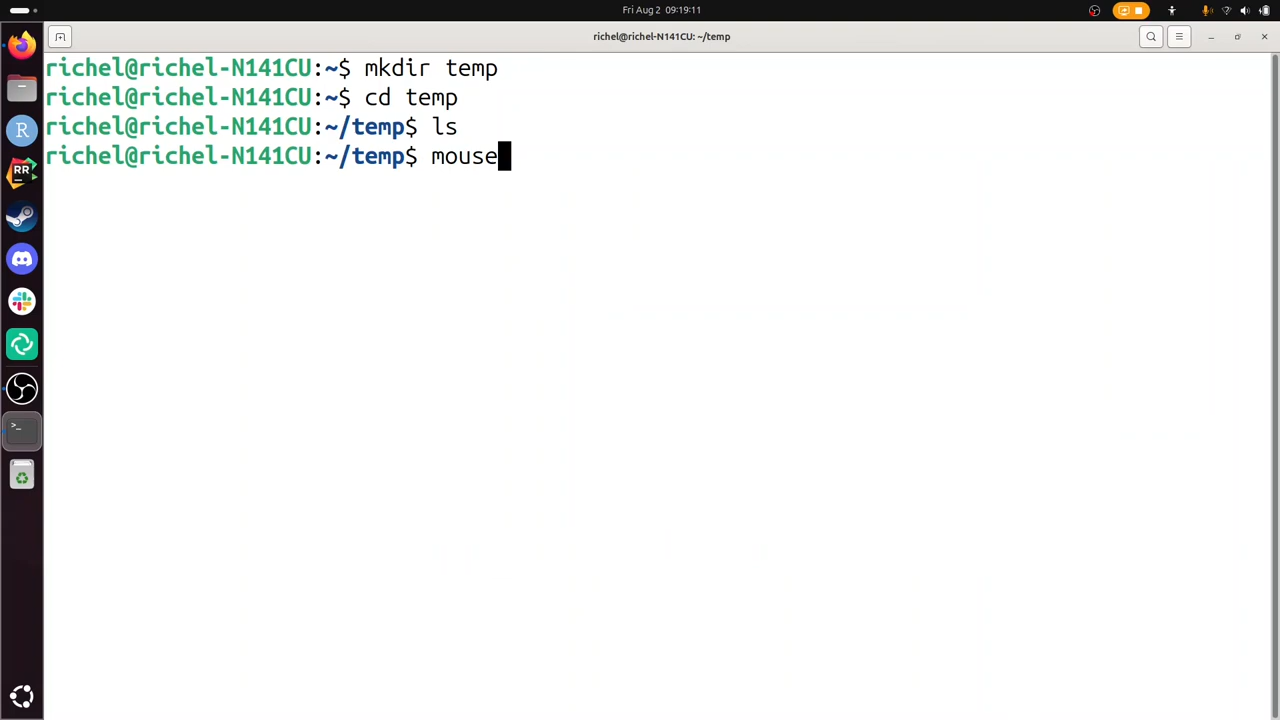 Fri Aug 2 09:19:11
richel@richel-N141CU: ~/temp
richel@richel-N141CU:~$ mkdir temp
richel@richel-N141CU:~$ cd temp
richel@richel-N141CU:~/temp$ ls
richel@richel-N141CU:~/temp$ mouse
R
RR
>_